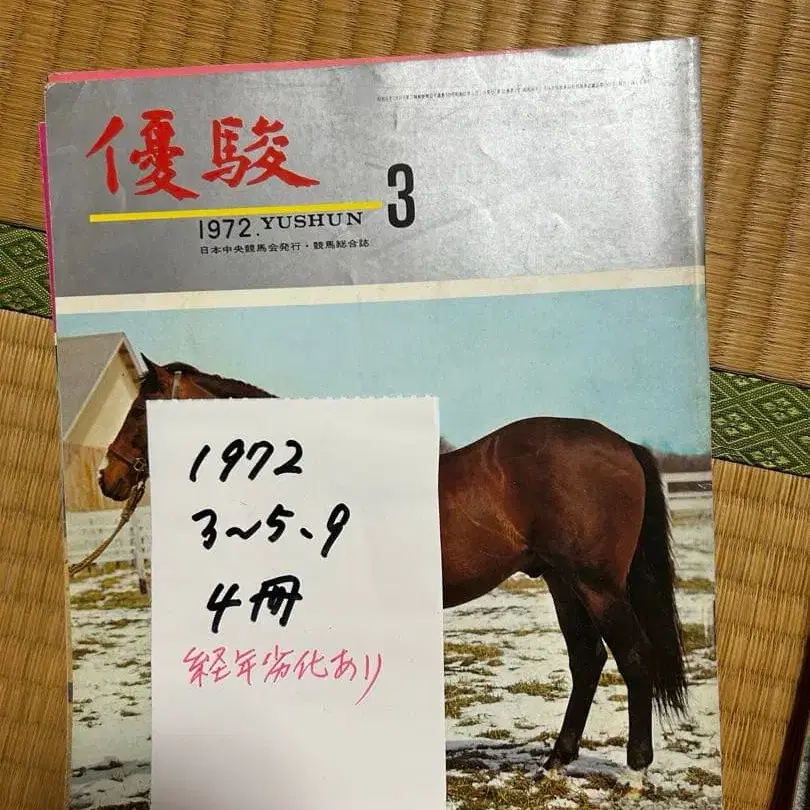 優駿
3
1972. YUSHUN
日本中央競馬会発行・競馬総合誌
1972
3~5、9
4冊
経年劣化あり